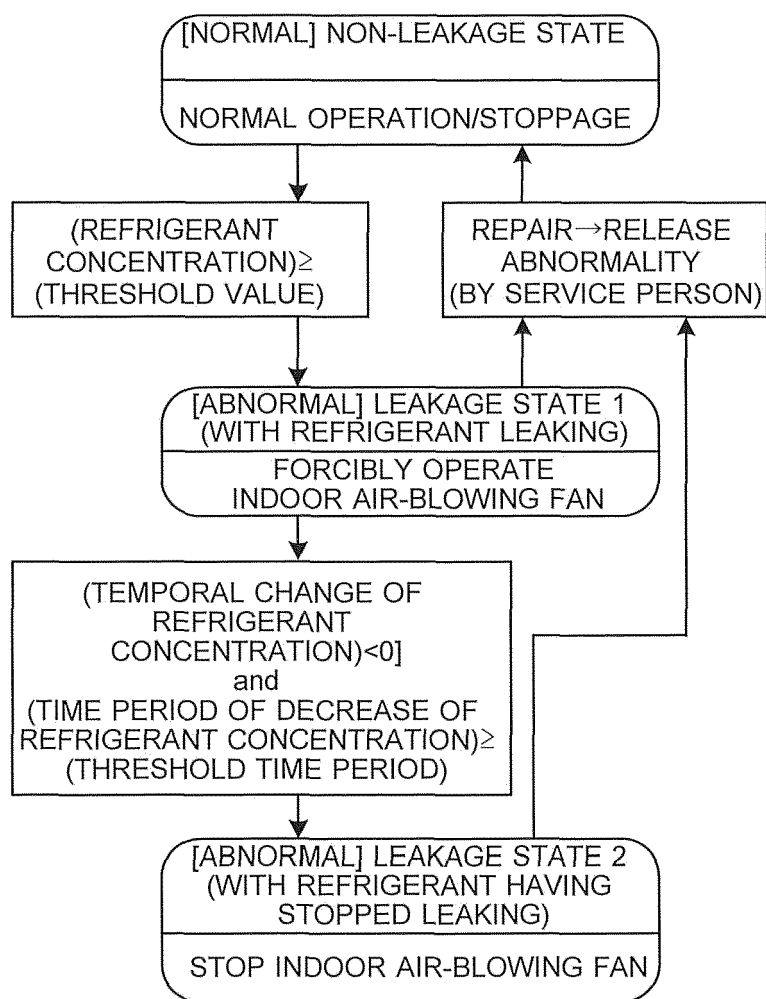 [NORMAL] NON-LEAKAGE STATE
NORMAL OPERATION/STOPPAGE
(REFRIGERANT
CONCENTRATION)≥
(THRESHOLD VALUE)
REPAIR→RELEASE
ABNORMALITY
(BY SERVICE PERSON)
[ABNORMAL] LEAKAGE STATE 1
(WITH REFRIGERANT LEAKING)
FORCIBLY OPERATE
INDOOR AIR-BLOWING FAN
(TEMPORAL CHANGE OF
REFRIGERANT
CONCENTRATION)<0]
and
(TIME PERIOD OF DECREASE OF
REFRIGERANT CONCENTRATION)≥
(THRESHOLD TIME PERIOD)
[ABNORMAL] LEAKAGE STATE 2
(WITH REFRIGERANT HAVING
STOPPED LEAKING)
STOP INDOOR AIR-BLOWING FAN